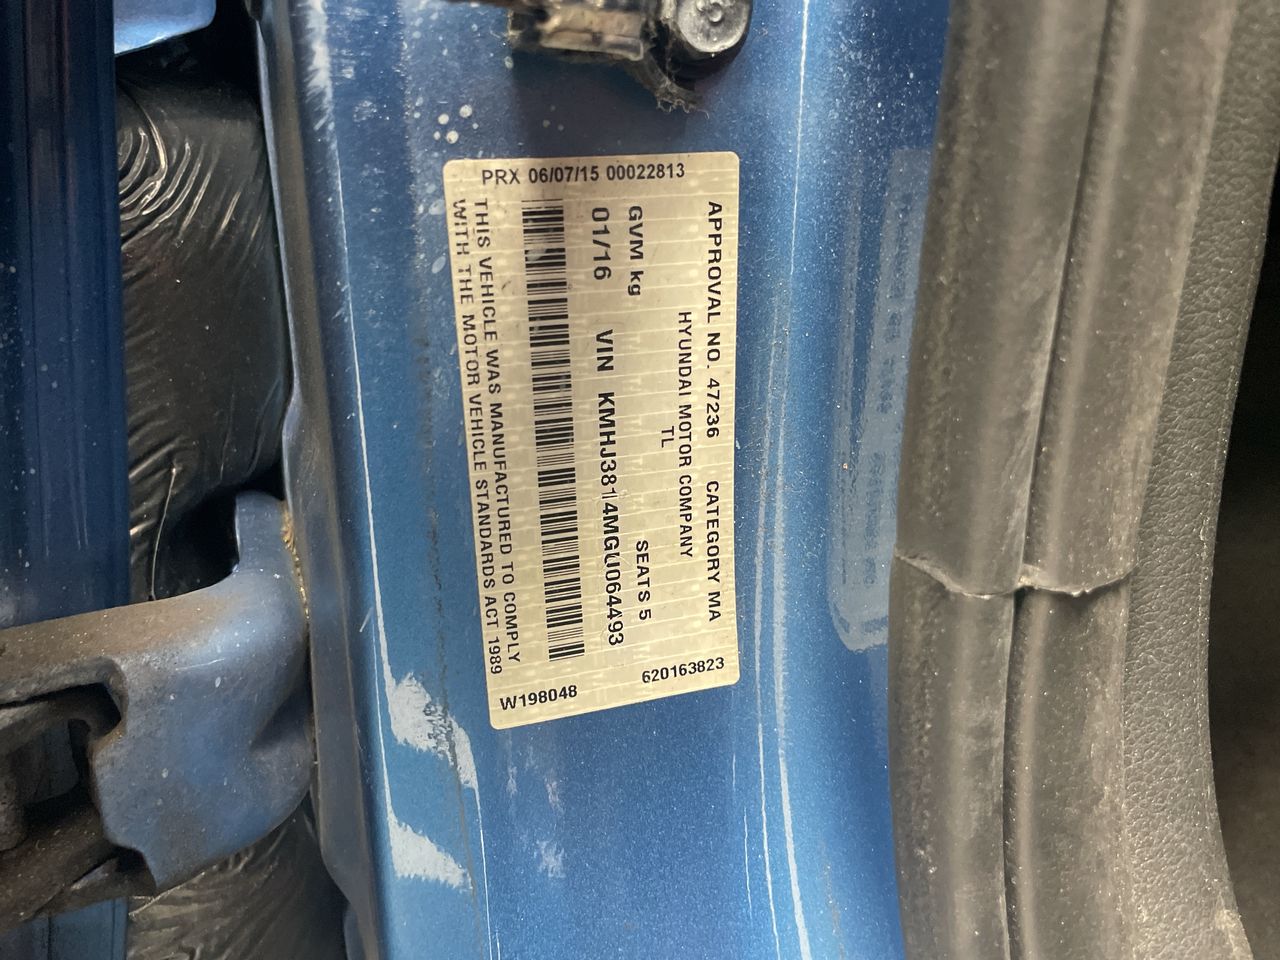 PRX 06/07/15 00022813
APPROVAL NO. 47236 CATEGORY MA
HYUNDAI MOTOR COMPANY
TL
GVM kg SEATS 5
01/16 VIN KMHJ3814MGU064493
THIS VEHICLE WAS MANUFACTURED TO COMPLY
WITH THE MOTOR VEHICLE STANDARDS ACT 1989
W198048 620163823